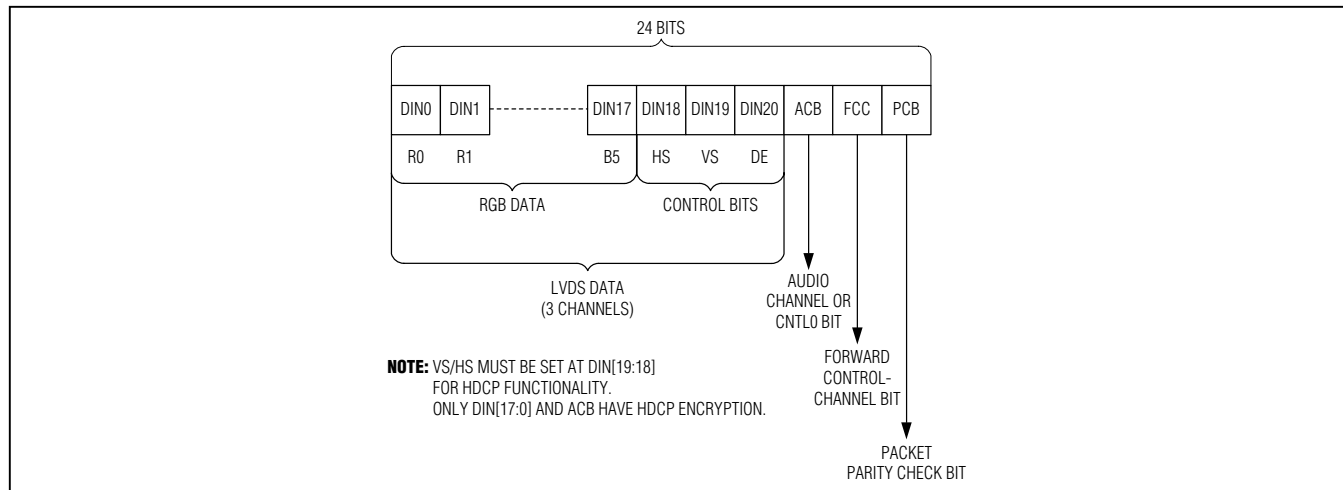 24 BITS
DIN0 DIN1 DIN17 DIN18 DIN19 DIN20 ACB FCC PCB
R0 R1 B5 HS VS DE
RGB DATA CONTROL BITS
LVDS DATA
(3 CHANNELS)
AUDIO
CHANNEL OR
CNTL0 BIT
FORWARD
CONTROL-
CHANNEL BIT
PACKET
PARITY CHECK BIT
NOTE: VS/HS MUST BE SET AT DIN[19:18]
FOR HDCP FUNCTIONALITY.
ONLY DIN[17:0] AND ACB HAVE HDCP ENCRYPTION.